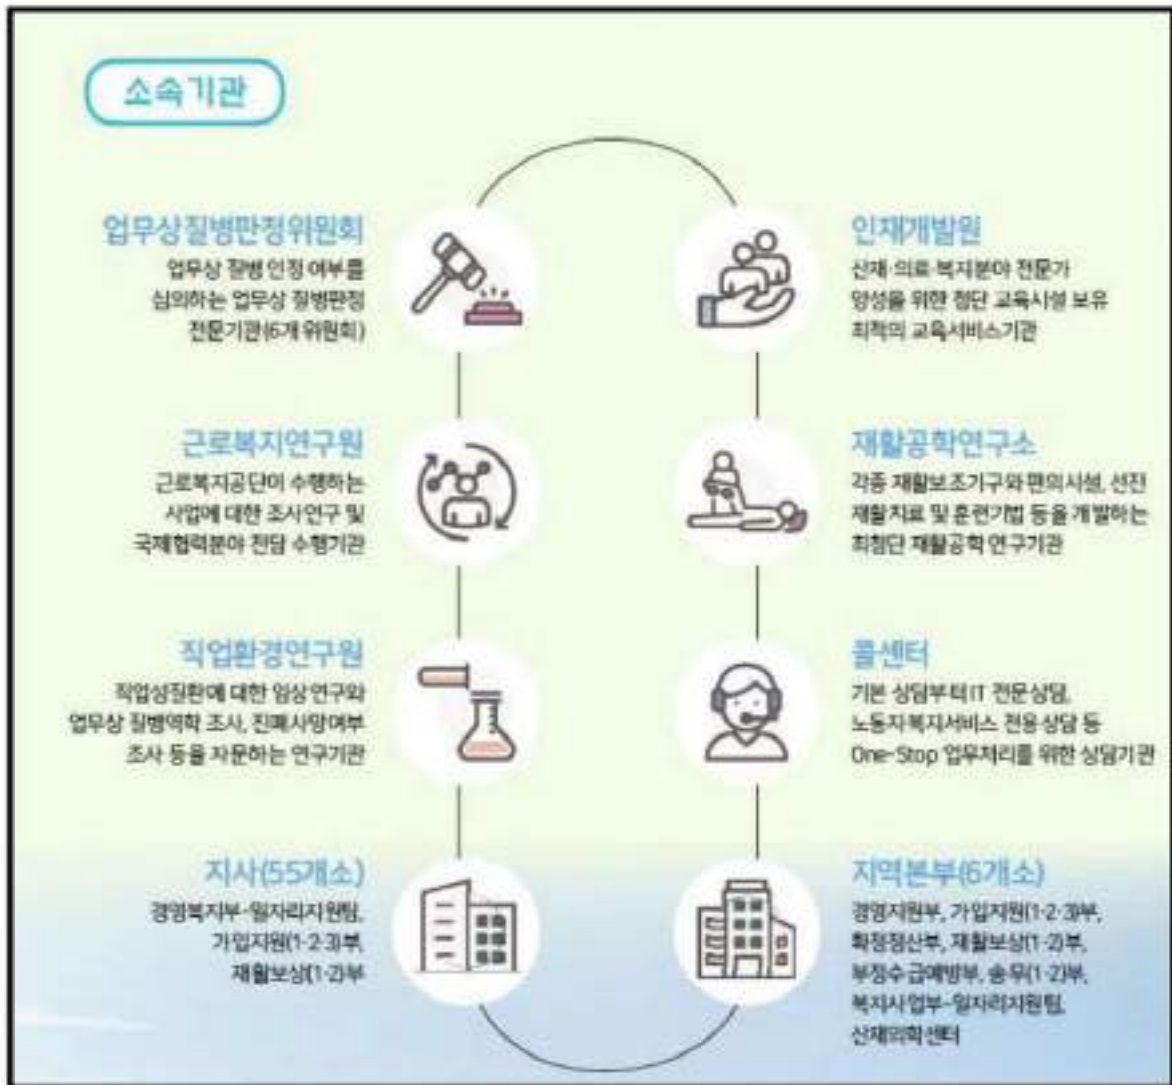 소속기관
업무상질병판정위원회
업무상 질병 인정 여부를
심의하는 업무상 질병판정
전문기관(6개 위원회)
인재개발원
산재·의료·복지분야 전문가
양성을 위한 첨단 교육시설 보유
최적의 교육서비스기관
근로복지연구원
근로복지공단이 수행하는
사업에 대한 조사연구 및
국제협력분야 전담 수행기관
재활공학연구소
각종 재활보조기구와 편의시설, 선진
재활치료 및 훈련기법 등을 개발하는
최첨단 재활공학 연구기관
직업환경연구원
직업성질환에 대한 임상 연구와
업무상 질병역학 조사, 진폐사망여부
조사 등을 자문하는 연구기관
콜센터
기본 상담부터 IT 전문상담,
노동자복지서비스 전용 상담 등
One-Stop 업무처리를 위한 상담기관
지사(55개소)
경영복지부-일자리지원팀,
가입지원(1·2·3)부,
재활보상(1·2)부
지역본부(6개소)
경영지원부, 가입지원(1·2·3)부,
확정정산부, 재활보상(1·2)부,
부정수급예방부, 송무(1·2)부,
복지사업부-일자리지원팀,
산재의학센터